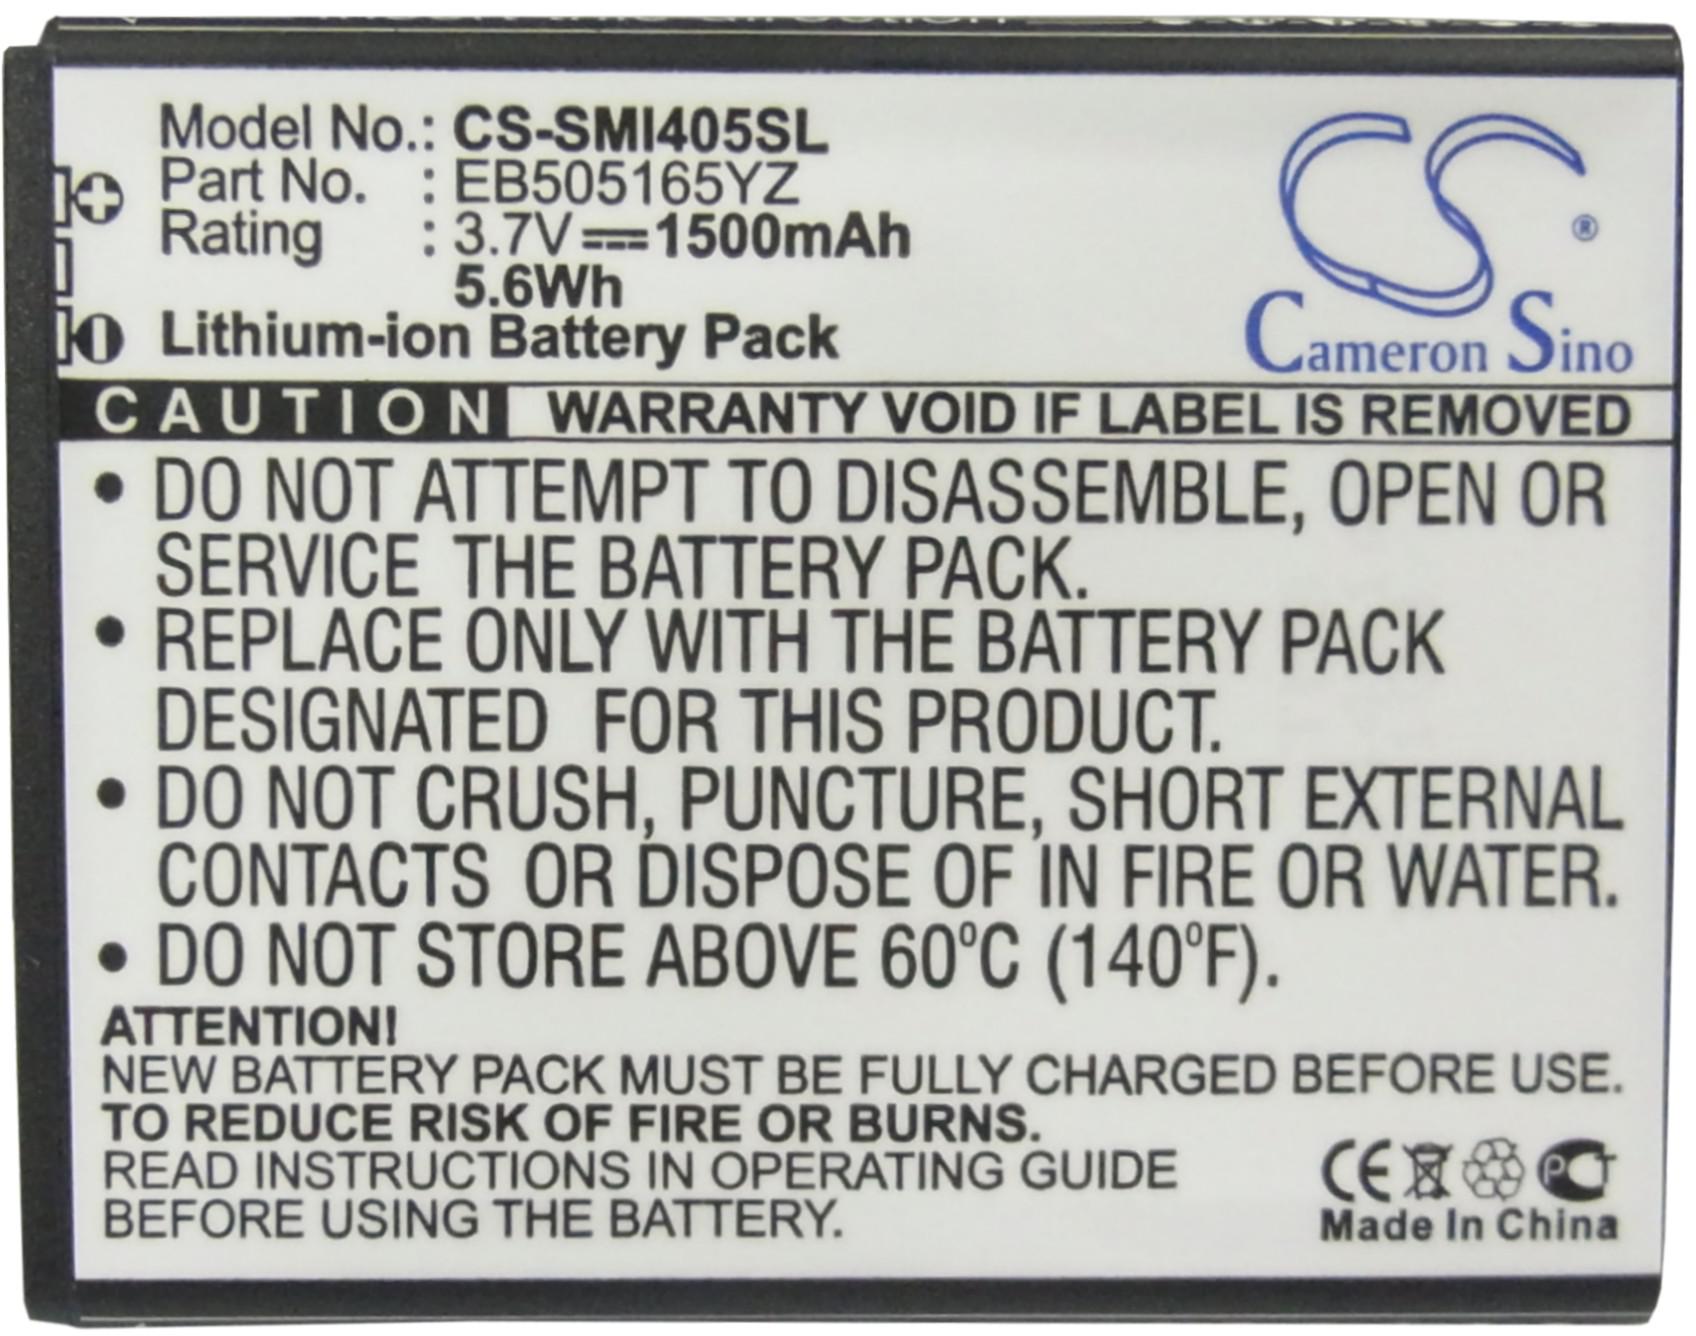 Model No.: CS-SMI405SL
Part No. : EB505165YZ
Rating : 3.7V 1500mAh
5.6Wh
Lithium-ion Battery Pack
CS ®
Cameron Sino
CAUTION WARRANTY VOID IF LABEL IS REMOVED
• DO NOT ATTEMPT TO DISASSEMBLE, OPEN OR
SERVICE THE BATTERY PACK.
• REPLACE ONLY WITH THE BATTERY PACK
DESIGNATED FOR THIS PRODUCT.
• DO NOT CRUSH, PUNCTURE, SHORT EXTERNAL
CONTACTS OR DISPOSE OF IN FIRE OR WATER.
• DO NOT STORE ABOVE 60°C (140°F).
ATTENTION!
NEW BATTERY PACK MUST BE FULLY CHARGED BEFORE USE.
TO REDUCE RISK OF FIRE OR BURNS.
READ INSTRUCTIONS IN OPERATING GUIDE
BEFORE USING THE BATTERY.
CE PCT
Made In China